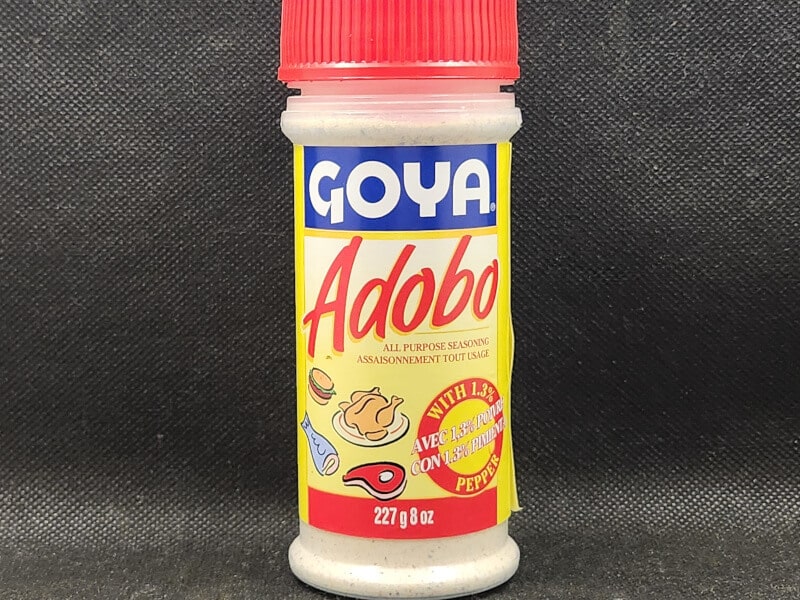 GOYA®
Adobo
ALL PURPOSE SEASONING
ASSAISONNEMENT TOUT USAGE
WITH 1.3%
AVEC 1,3% POIVRE
CON 1,3% PIMIENTA
PEPPER
227 g 8 oz